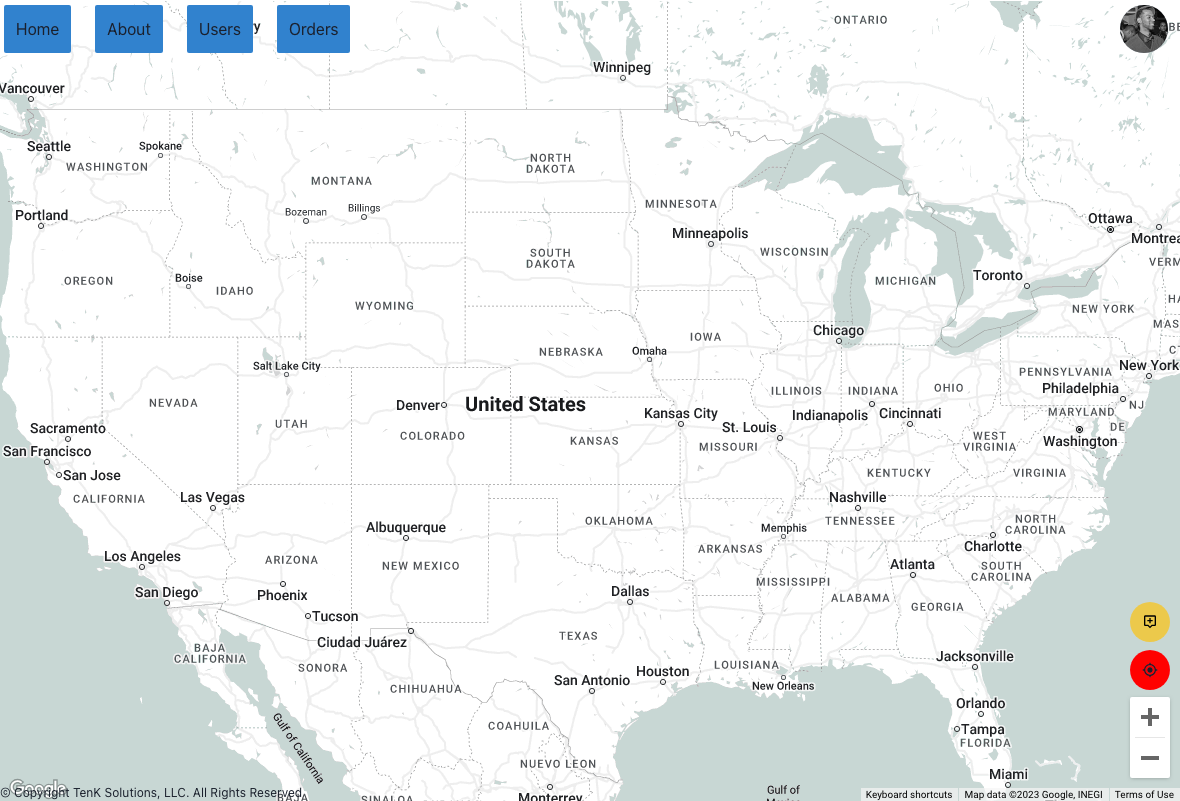 Home
About
Users
Orders
y
ONTARIO
Winnipeg
Vancouver
Seattle
Spokane
WASHINGTON
NORTH
DAKOTA
MONTANA
Bozeman
Billings
MINNESOTA
Portland
Ottawa
Minneapolis
Montrea
WISCONSIN
SOUTH
DAKOTA
VERM
Toronto
OREGON
Boise
IDAHO
MICHIGAN
WYOMING
HA
NEW YORK
MAS
Chicago
IOWA
NEBRASKA
Omaha
CT
Salt Lake City
PENNSYLVANIA
New York
Philadelphia
ILLINOIS
INDIANA
OHIO
NEVADA
Denver
United States
NJ
Kansas City
Indianapolis
Cincinnati
MARYLAND
UTAH
Sacramento
COLORADO
KANSAS
St. Louis
MISSOURI
DE
WEST
VIRGINIA
Washington
San Francisco
San Jose
KENTUCKY
VIRGINIA
CALIFORNIA
Las Vegas
Nashville
TENNESSEE
OKLAHOMA
Albuquerque
Memphis
NORTH
CAROLINA
Los Angeles
ARIZONA
NEW MEXICO
ARKANSAS
Charlotte
Atlanta
SOUTH
CAROLINA
San Diego
Phoenix
Dallas
MISSISSIPPI
ALABAMA
GEORGIA
Tucson
Ciudad Juárez
TEXAS
BAJA
CALIFORNIA
SONORA
CHIHUAHUA
Houston
LOUISIANA
Jacksonville
San Antonio
New Orleans
Orlando
COAHUILA
Gulf of California
Tampa
FLORIDA
NUEVO LEON
Miami
Google
© Copyright TenK Solutions, LLC. All Rights Reserved.
BAJA
SINALOA
Monterrey
Gulf of
Mexico
Keyboard shortcuts
Map data ©2023 Google, INEGI
Terms of Use